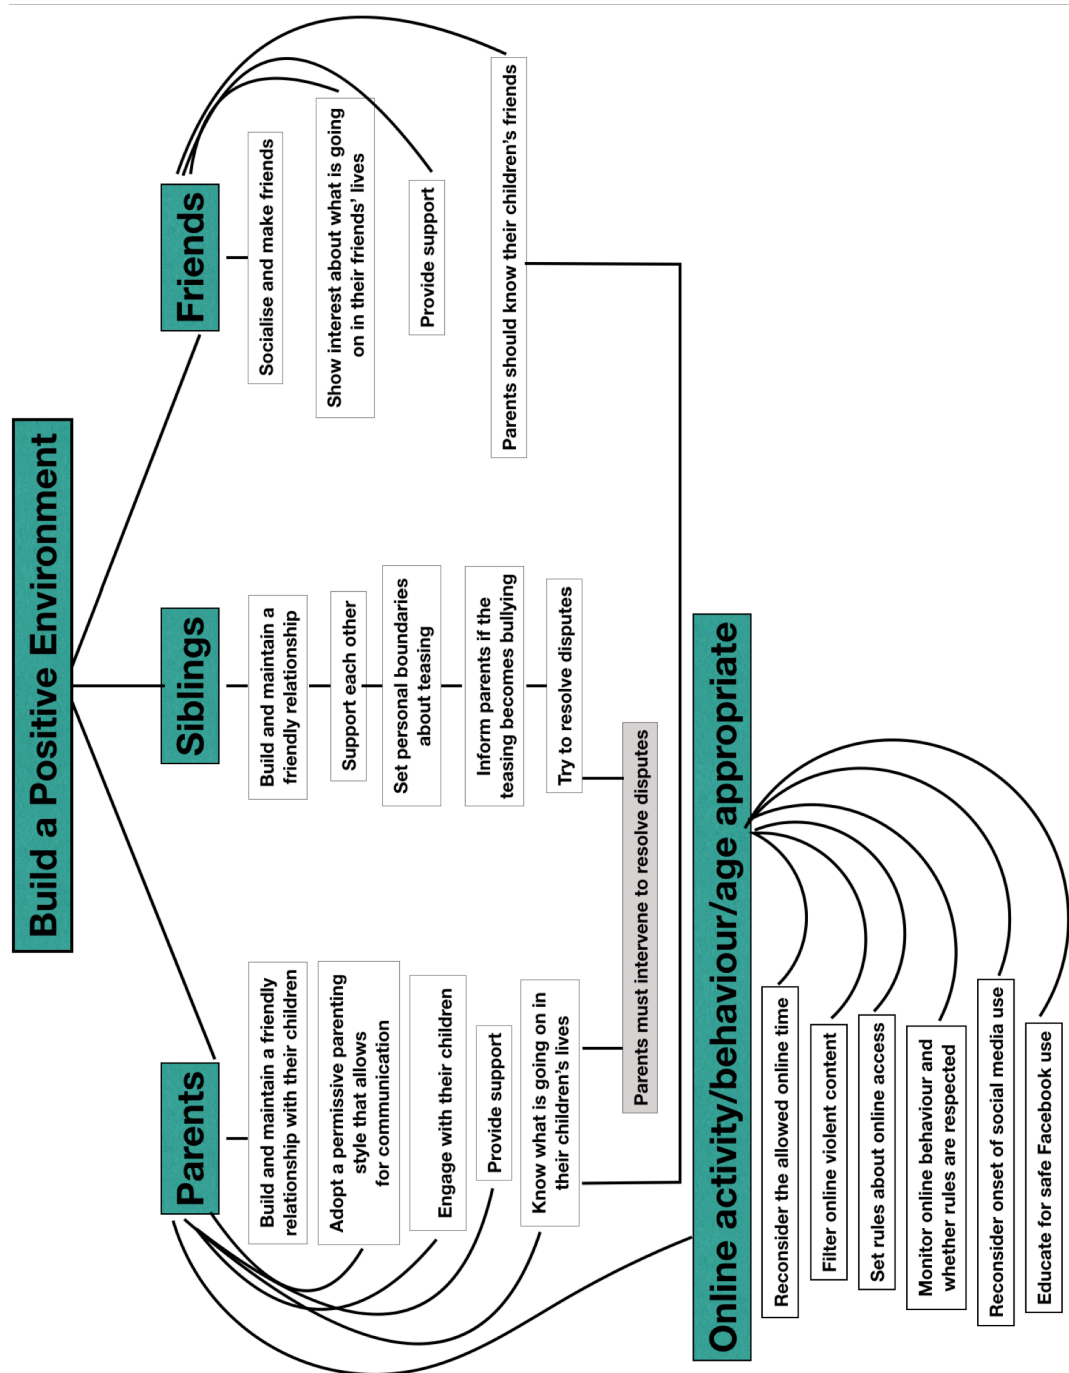 Build a Positive Environment
Parents
Build and maintain a friendly
relationship with their children
Adopt a permissive parenting
style that allows
for communication
Engage with their children
Provide support
Know what is going on in
their children's lives
Siblings
Build and maintain a
friendly relationship
Support each other
Set personal boundaries
about teasing
Inform parents if the
teasing becomes bullying
Try to resolve disputes
Friends
Socialise and make friends
Show interest about what is going
on in their friends' lives
Provide support
Parents should know their children's friends
Parents must intervene to resolve disputes
Online activity/behaviour/age appropriate
Reconsider the allowed online time
Filter online violent content
Set rules about online access
Monitor online behaviour and
whether rules are respected
Reconsider onset of social media use
Educate for safe Facebook use